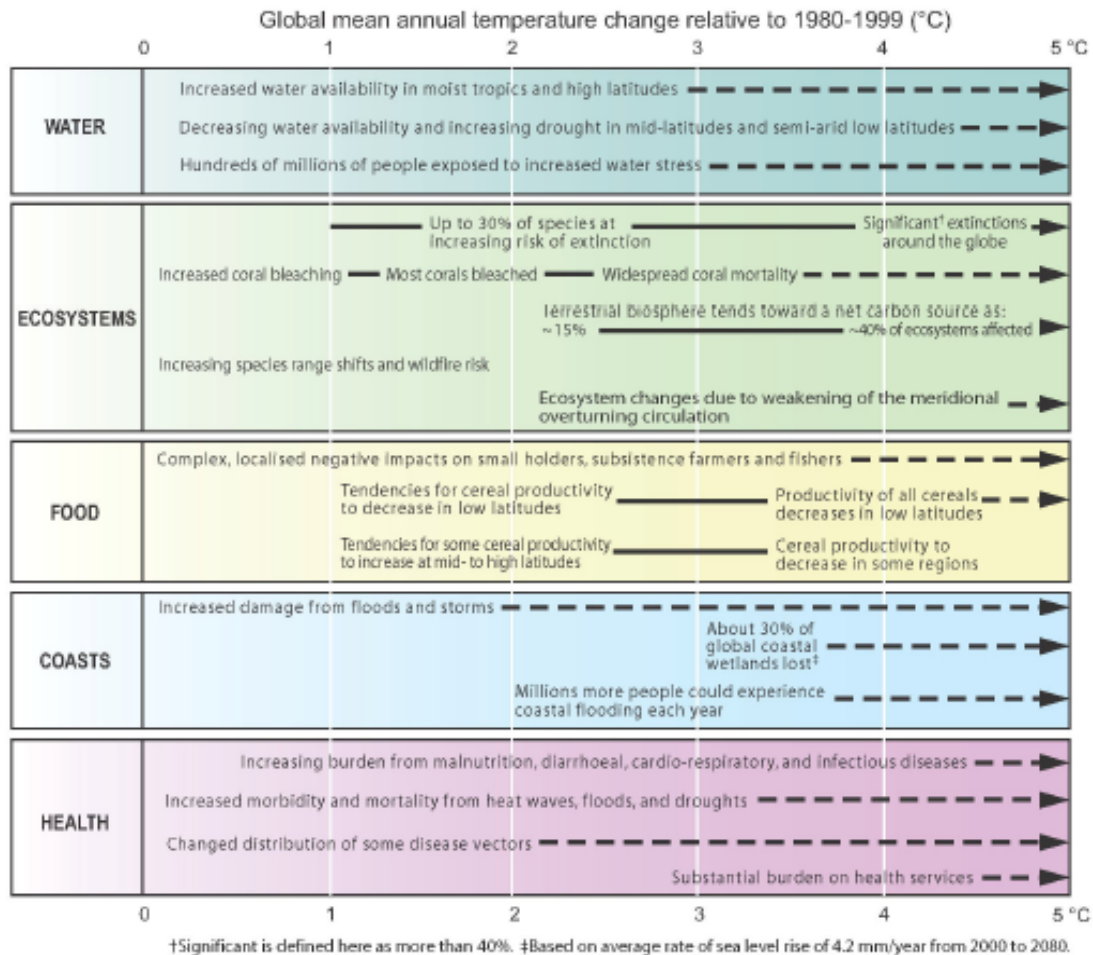 Global mean annual temperature change relative to 1980-1999 (°C)
0 1 2 3 4 5 °C
WATER
Increased water availability in moist tropics and high latitudes
Decreasing water availability and increasing drought in mid-latitudes and semi-arid low latitudes
Hundreds of millions of people exposed to increased water stress
ECOSYSTEMS
Up to 30% of species at
increasing risk of extinction
Significant† extinctions
around the globe
Increased coral bleaching Most corals bleached Widespread coral mortality
Terrestrial biosphere tends toward a net carbon source as:
~15% ~40% of ecosystems affected
Increasing species range shifts and wildfire risk
Ecosystem changes due to weakening of the meridional
overturning circulation
FOOD
Complex, localised negative impacts on small holders, subsistence farmers and fishers
Tendencies for cereal productivity
to decrease in low latitudes
Productivity of all cereals
decreases in low latitudes
Tendencies for some cereal productivity
to increase at mid- to high latitudes
Cereal productivity to
decrease in some regions
COASTS
Increased damage from floods and storms
About 30% of
global coastal
wetlands lost‡
Millions more people could experience
coastal flooding each year
HEALTH
Increasing burden from malnutrition, diarrhoeal, cardio-respiratory, and infectious diseases
Increased morbidity and mortality from heat waves, floods, and droughts
Changed distribution of some disease vectors
Substantial burden on health services
0 1 2 3 4 5 °C
†Significant is defined here as more than 40%. ‡Based on average rate of sea level rise of 4.2 mm/year from 2000 to 2080.